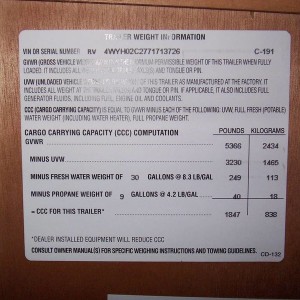 TRAILER WEIGHT INFORMATION
VIN OR SERIAL NUMBER RV 4WYH02C2771713726 C-191
GVWR (GROSS VEHICLE WEIGHT RATING) IS THE MAXIMUM PERMISSIBLE WEIGHT OF THIS TRAILER WHEN FULLY
LOADED. IT INCLUDES ALL WEIGHT AT THE TRAILER AXLE(S) AND TONGUE OR PIN.
UVW (UNLOADED VEHICLE WEIGHT) IS THE WEIGHT OF THIS TRAILER AS MANUFACTURED AT THE FACTORY. IT
INCLUDES ALL WEIGHT AT TRAILER AXLE(S) AND TONGUE OR PIN. IF APPLICABLE, IT ALSO INCLUDES FULL
GENERATOR FLUIDS, INCLUDING FUEL, ENGINE OIL AND COOLANTS.
CCC (CARGO CARRYING CAPACITY) IS EQUAL TO GVWR MINUS EACH OF THE FOLLOWING: UVW, FULL FRESH (POTABLE)
WATER WEIGHT (INCLUDING WATER HEATER), FULL PROPANE WEIGHT.
CARGO CARRYING CAPACITY (CCC) COMPUTATION POUNDS KILOGRAMS
GVWR 5366 2434
MINUS UVW 3230 1465
MINUS FRESH WATER WEIGHT OF 30 GALLONS @ 8.3 LB/GAL 249 113
MINUS PROPANE WEIGHT OF 9 GALLONS @ 4.2 LB/GAL 40 18
= CCC FOR THIS TRAILER* 1847 838
*DEALER INSTALLED EQUIPMENT WILL REDUCE CCC
CONSULT OWNER MANUAL(S) FOR SPECIFIC WEIGHING INSTRUCTIONS AND TOWING GUIDELINES.
CD-132